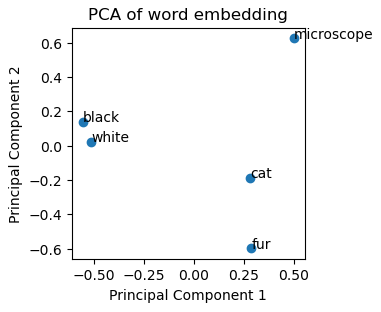 PCA of word embedding
microscope
black
white
cat
fur
Principal Component 2
0.6
0.4
0.2
0.0
−0.2
−0.4
−0.6
−0.50
−0.25
0.00
0.25
0.50
Principal Component 1